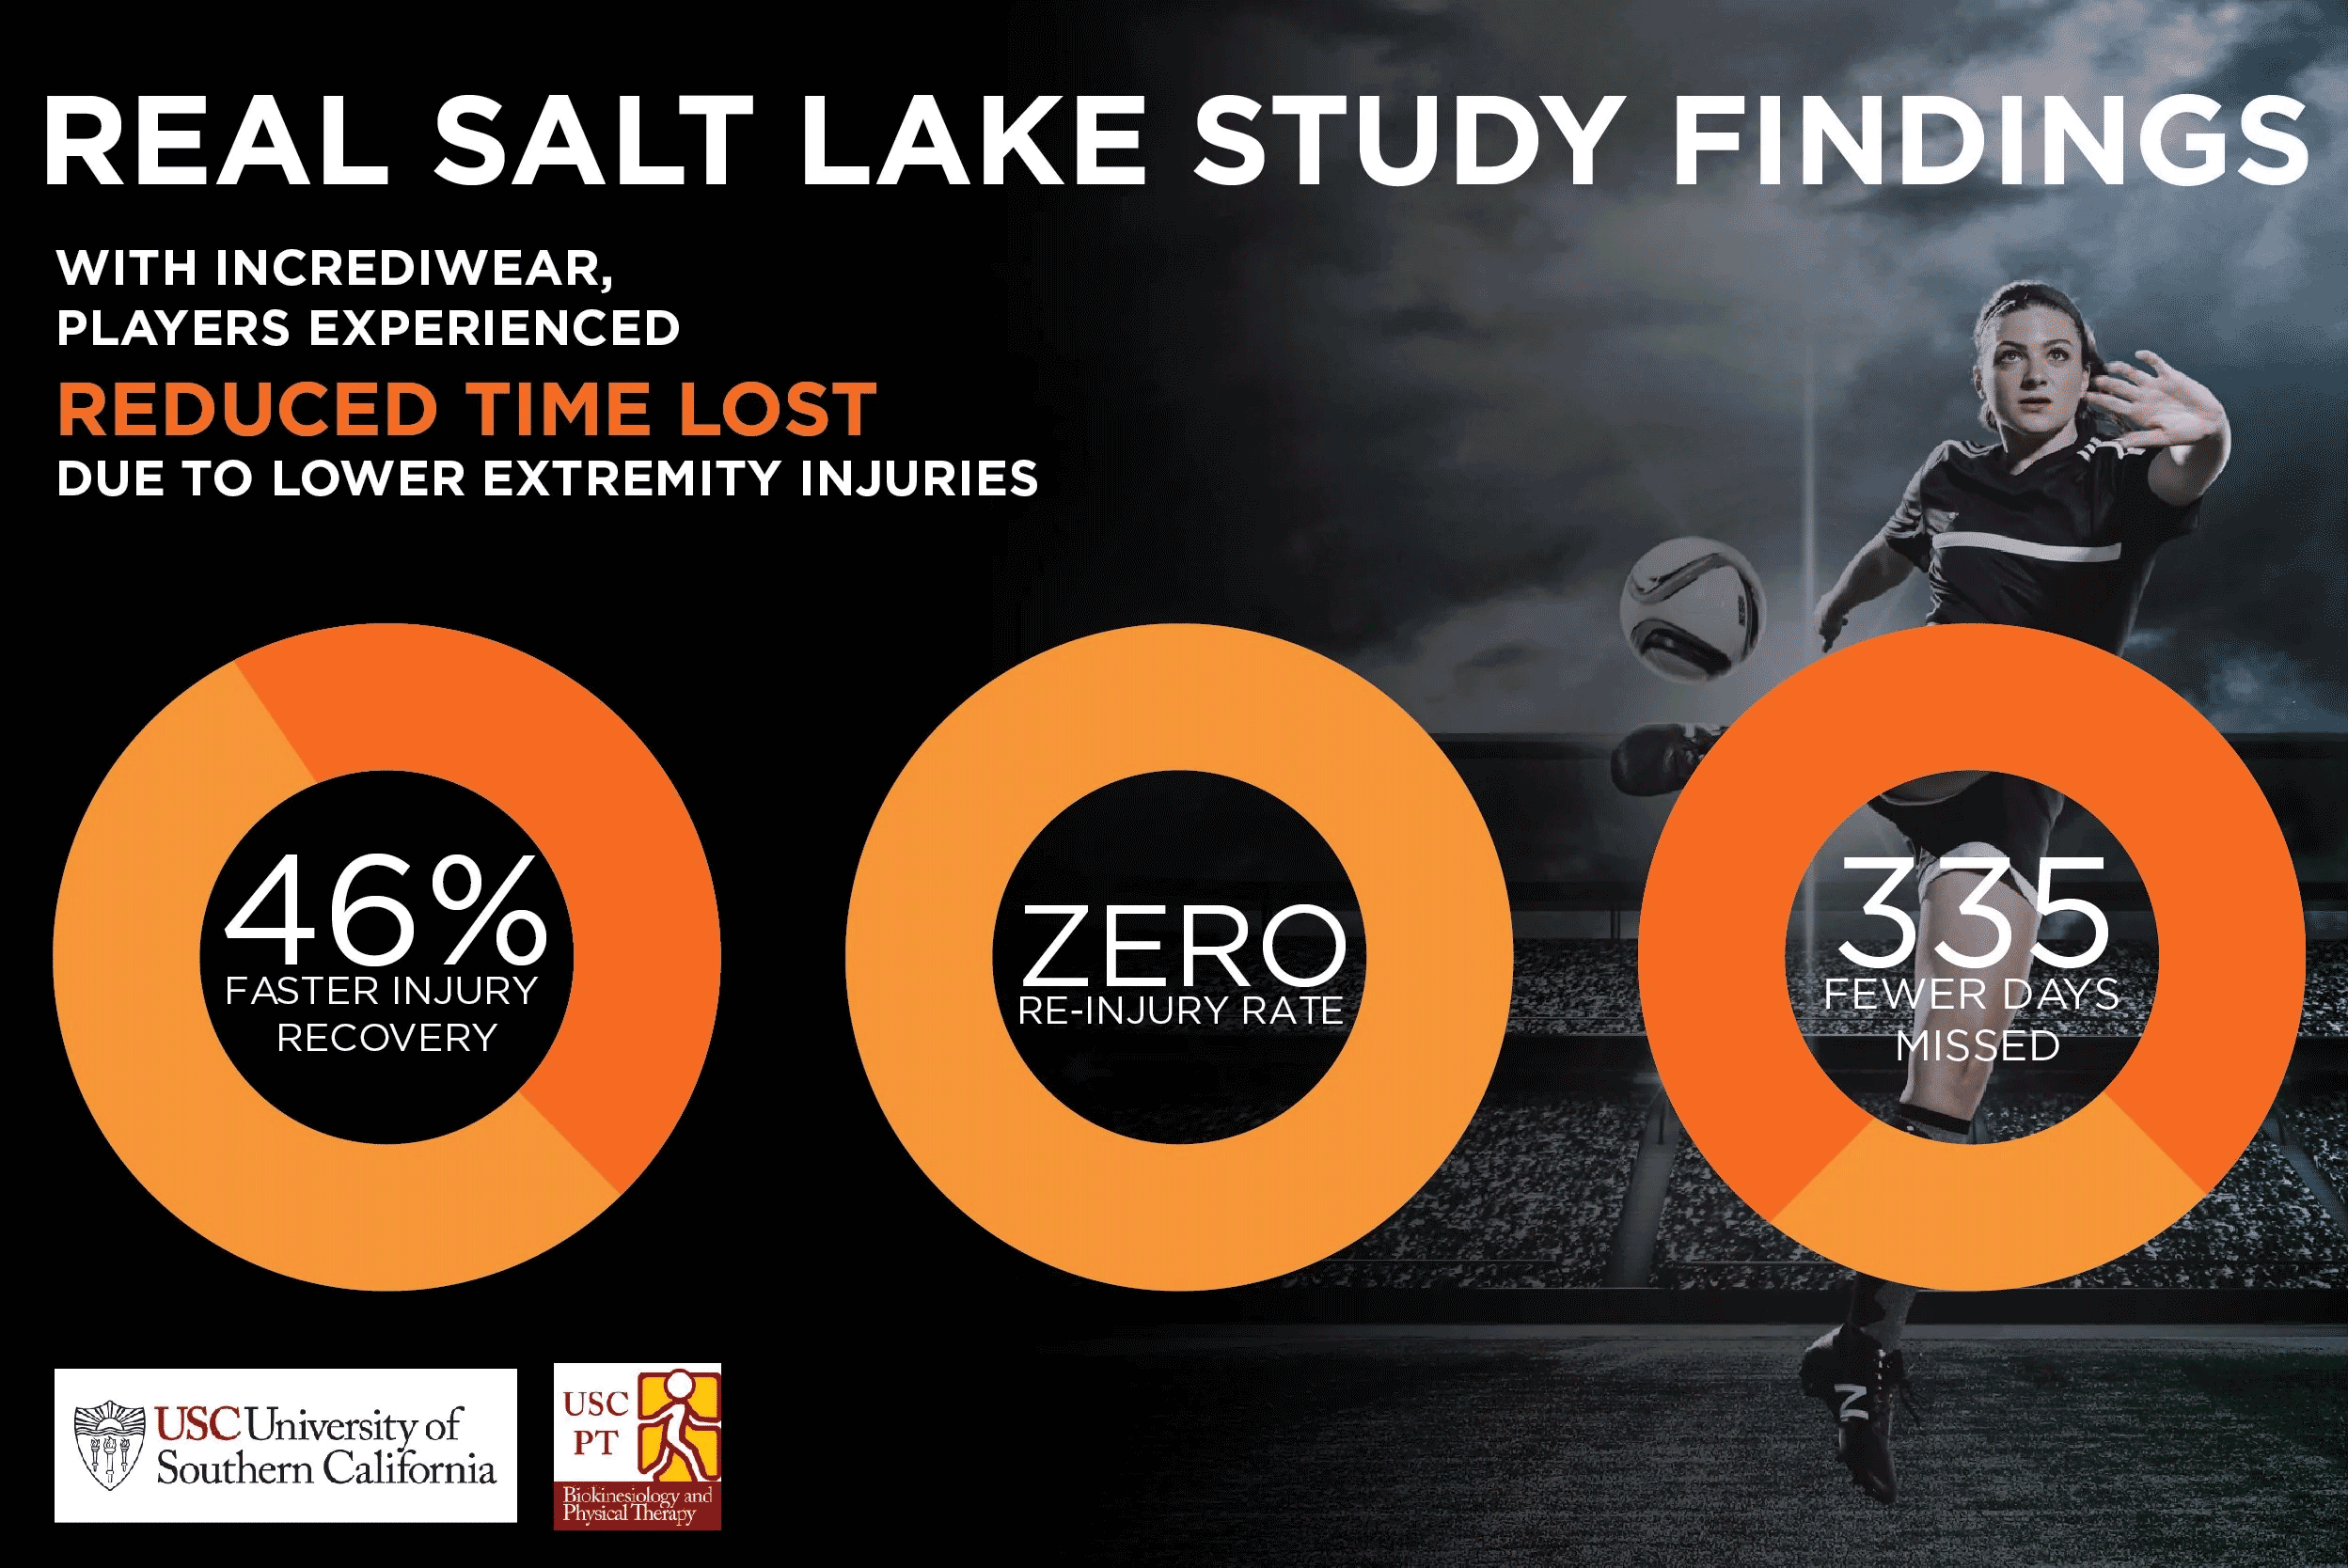 REAL SALT LAKE STUDY FINDINGS
WITH INCREDIWEAR,
PLAYERS EXPERIENCED
REDUCED TIME LOST
DUE TO LOWER EXTREMITY INJURIES
46%
FASTER INJURY
RECOVERY
ZERO
RE-INJURY RATE
335
FEWER DAYS
MISSED
USC University of
Southern California
USC
PT
Biokinesiology and
Physical Therapy